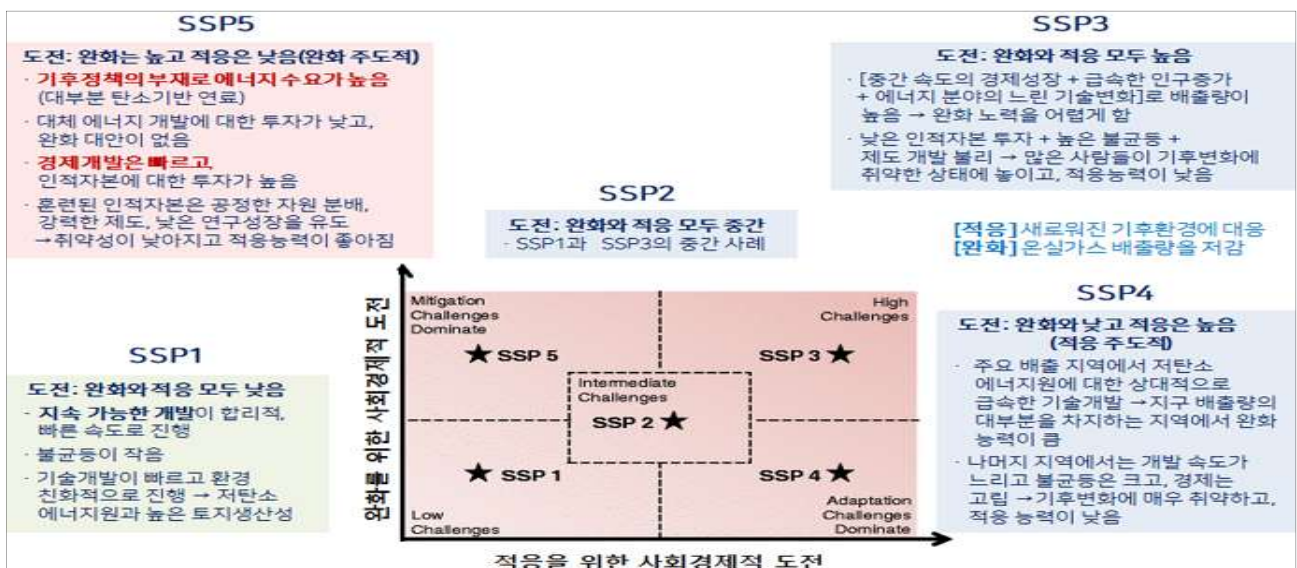 SSP5
도전: 완화는 높고 적응은 낮음(완화 주도적)
· 기후정책의 부재로 에너지 수요가 높음
(대부분 탄소기반 연료)
· 대체 에너지 개발에 대한 투자가 낮고,
완화 대안이 없음
· 경제개발은 빠르고,
인적자본에 대한 투자가 높음
· 훈련된 인적자본은 공정한 자원 분배,
강력한 제도, 낮은 연구성장을 유도
→취약성이 낮아지고 적응능력이 좋아짐
SSP3
도전: 완화와 적응 모두 높음
· [중간 속도의 경제성장 + 급속한 인구증가
+ 에너지 분야의 느린 기술변화]로 배출량이
높음 → 완화 노력을 어렵게 함
· 낮은 인적자본 투자 + 높은 불균등 +
제도 개발 불리 → 많은 사람들이 기후변화에
취약한 상태에 놓이고, 적응능력이 낮음
SSP2
도전: 완화와 적응 모두 중간
· SSP1과 SSP3의 중간 사례
[적응] 새로워진 기후환경에 대응
[완화] 온실가스 배출량을 저감
SSP1
도전: 완화와 적응 모두 낮음
· 지속 가능한 개발이 합리적,
빠른 속도로 진행
· 불균등이 작음
· 기술개발이 빠르고 환경
친화적으로 진행 → 저탄소
에너지원과 높은 토지생산성
SSP4
도전: 완화와 낮고 적응은 높음
(적응 주도적)
· 주요 배출 지역에서 저탄소
에너지원에 대한 상대적으로
급속한 기술개발 → 지구 배출량의
대부분을 차지하는 지역에서 완화
능력이 큼
· 나머지 지역에서는 개발 속도가
느리고 불균등은 크고, 경제는
고립 →기후변화에 매우 취약하고,
적응 능력이 낮음
완화를 위한 사회경제적 도전
Mitigation
Challenges
Dominate
High
Challenges
★ SSP 5
SSP 3 ★
Intermediate
Challenges
SSP 2 ★
★ SSP 1
SSP 4 ★
Low
Challenges
Adaptation
Challenges
Dominate
적응을 위한 사회경제적 도전